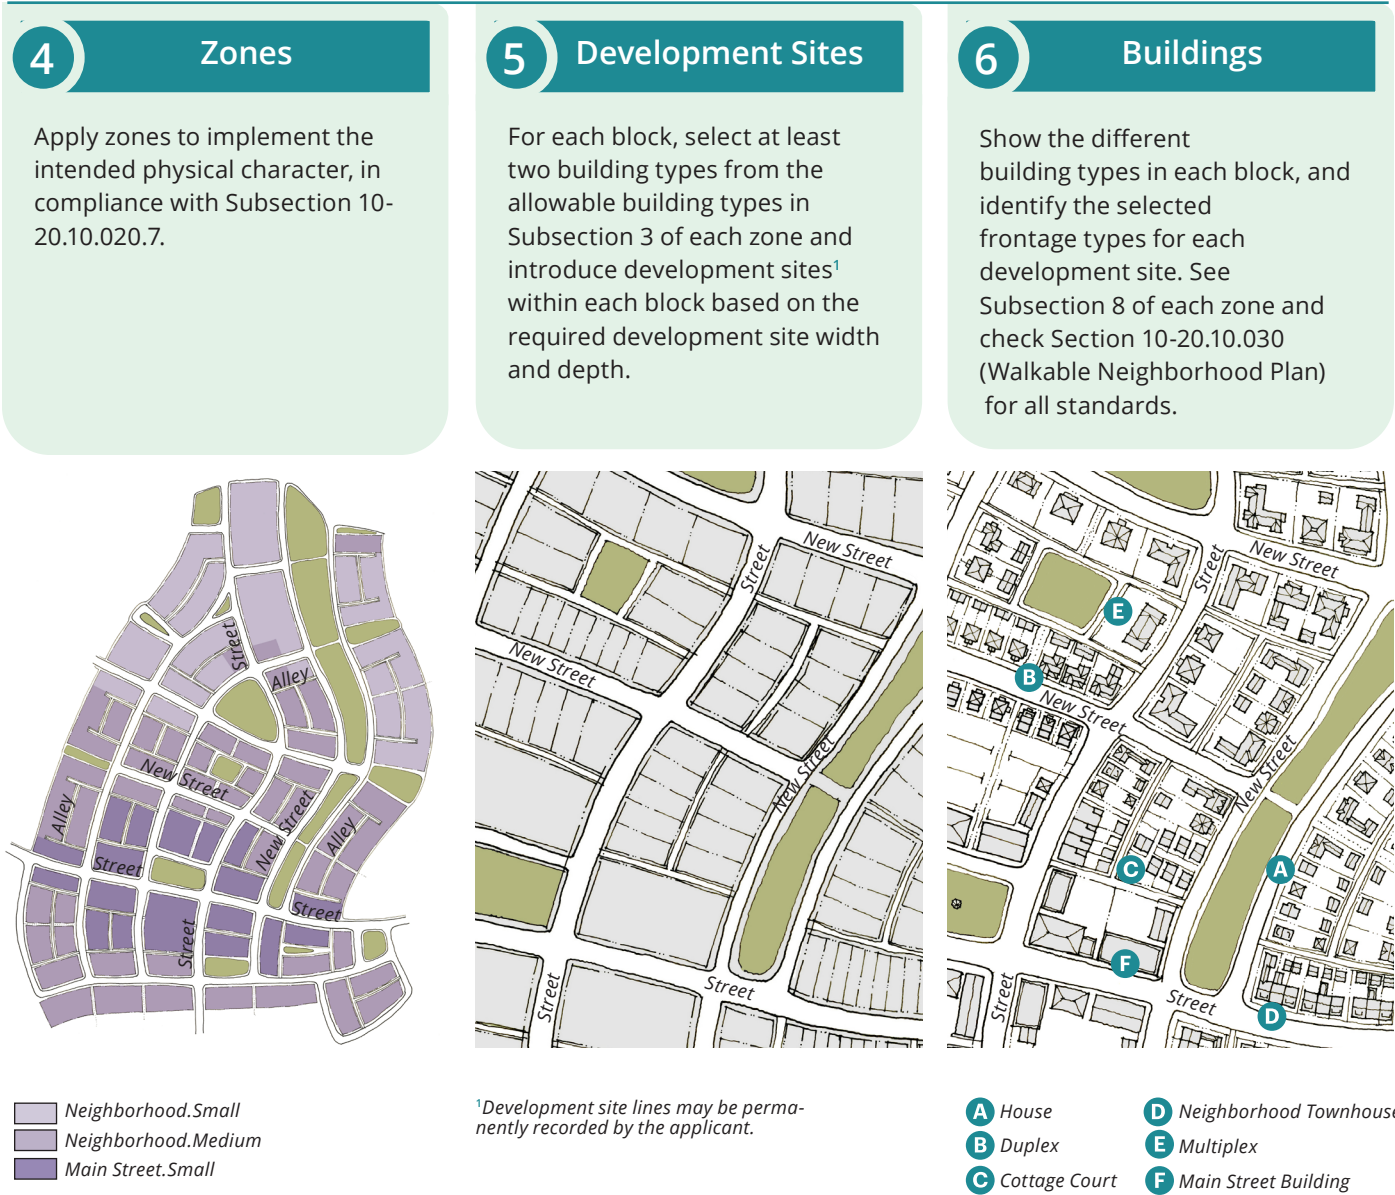 4
Zones
Apply zones to implement the
intended physical character, in
compliance with Subsection 10-
20.10.020.7.
Street
Alley
New Street
Alley
New Street
Alley
Street
Street
Street
Neighborhood.Small
Neighborhood.Medium
Main Street.Small
5
Development Sites
For each block, select at least
two building types from the
allowable building types in
Subsection 3 of each zone and
introduce development sites¹
within each block based on the
required development site width
and depth.
Street
New Street
New Street
New Street
Street
Street
¹Development site lines may be perma-
nently recorded by the applicant.
6
Buildings
Show the different
building types in each block, and
identify the selected
frontage types for each
development site. See
Subsection 8 of each zone and
check Section 10-20.10.030
(Walkable Neighborhood Plan)
for all standards.
Street
New Street
E
B
New Street
New Street
C
A
F
Street
Street
D
A House
B Duplex
C Cottage Court
D Neighborhood Townhouse
E Multiplex
F Main Street Building